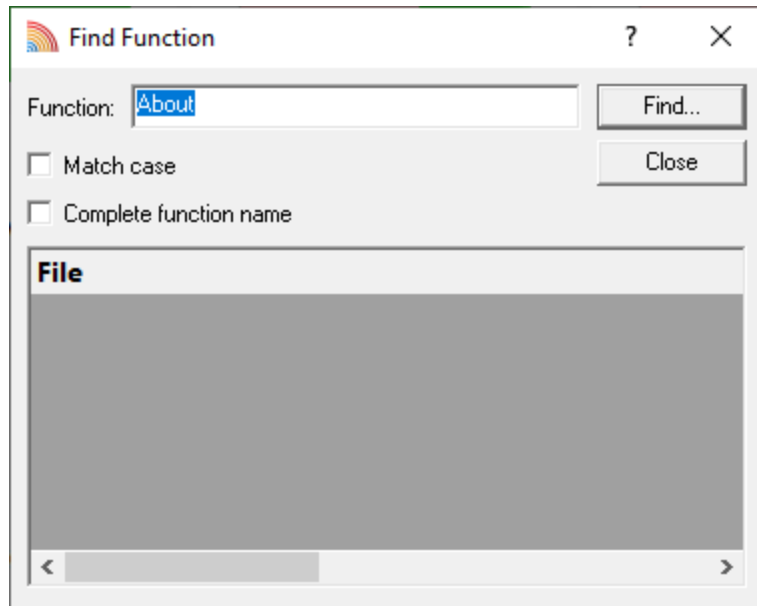 Find Function
Function: About Find...
Match case Close
Complete function name
File